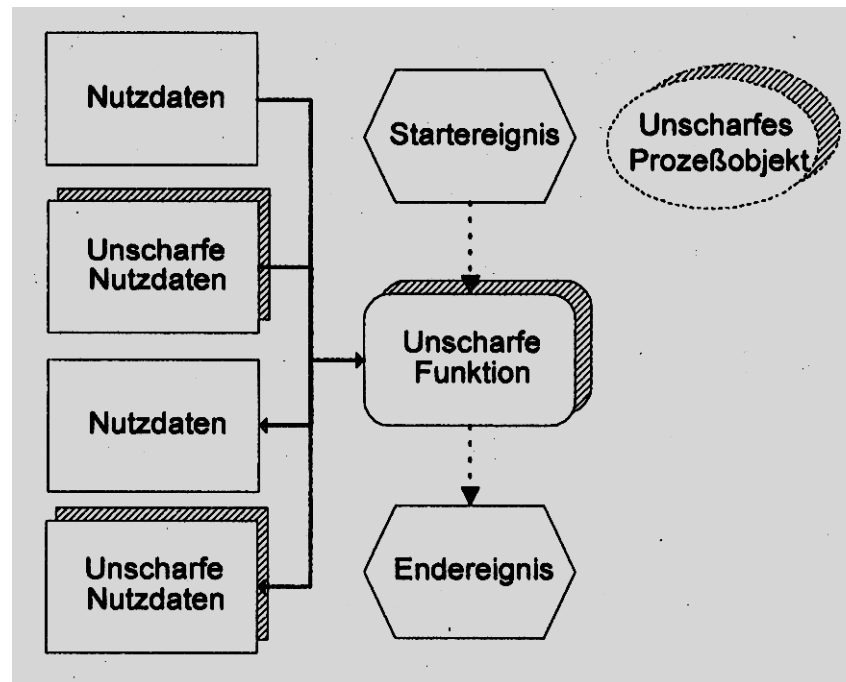 Nutzdaten
Unscharfe
Nutzdaten
Nutzdaten
Unscharfe
Nutzdaten
Startereignis
Unscharfe
Funktion
Endereignis
Unscharfes
Prozeßobjekt